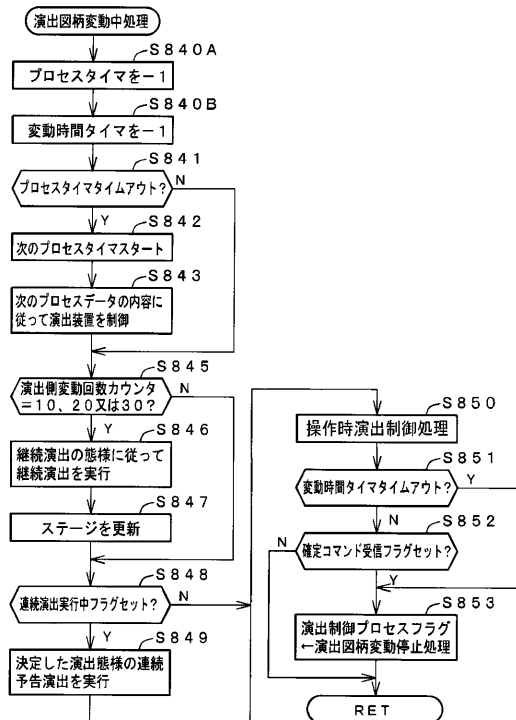 演出図柄変動中処理
S840A
プロセスタイマを－1
S840B
変動時間タイマを－1
S841
プロセスタイマタイムアウト？
N
Y
S842
次のプロセスタイマスタート
S843
次のプロセスデータの内容に
従って演出装置を制御
S845
演出側変動回数カウンタ
＝10、20又は30？
N
Y
S846
継続演出の態様に従って
継続演出を実行
S847
ステージを更新
S848
連続演出実行中フラグセット？
N
Y
S849
決定した演出態様の連続
予告演出を実行
S850
操作時演出制御処理
S851
変動時間タイマタイムアウト？
Y
N
S852
N
確定コマンド受信フラグセット？
Y
S853
演出制御プロセスフラグ
←演出図柄変動停止処理
RET